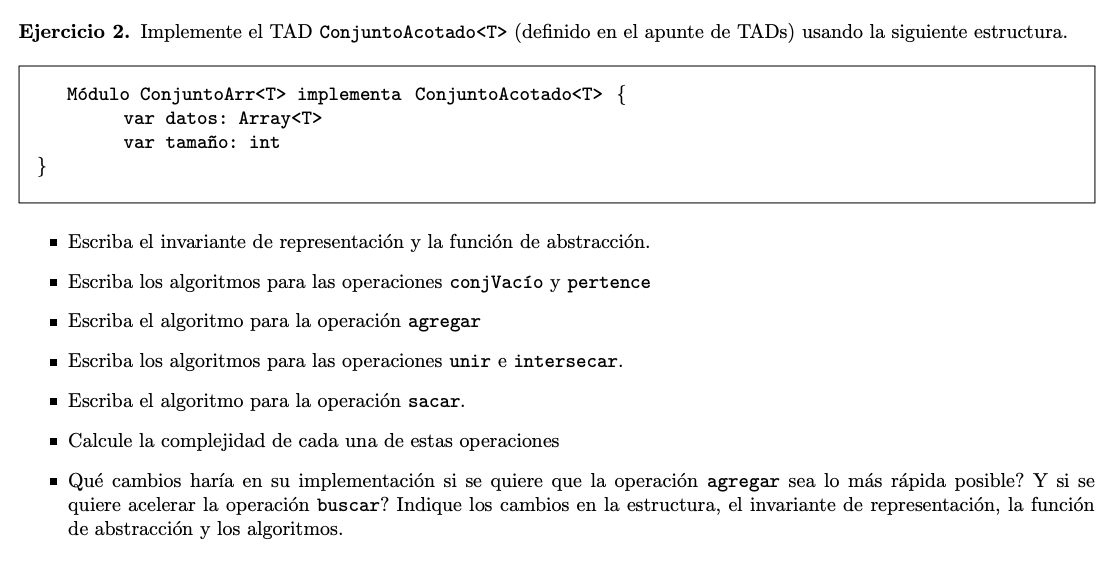 Ejercicio 2. Implemente el TAD ConjuntoAcotado<T> (definido en el apunte de TADs) usando la siguiente estructura.
Módulo ConjuntoArr<T> implementa ConjuntoAcotado<T> {
var datos: Array<T>
var tamaño: int
}
▪ Escriba el invariante de representación y la función de abstracción.
▪ Escriba los algoritmos para las operaciones conjVacío y pertence
▪ Escriba el algoritmo para la operación agregar
▪ Escriba los algoritmos para las operaciones unir e intersecar.
▪ Escriba el algoritmo para la operación sacar.
▪ Calcule la complejidad de cada una de estas operaciones
▪ Qué cambios haría en su implementación si se quiere que la operación agregar sea lo más rápida posible? Y si se
quiere acelerar la operación buscar? Indique los cambios en la estructura, el invariante de representación, la función
de abstracción y los algoritmos.